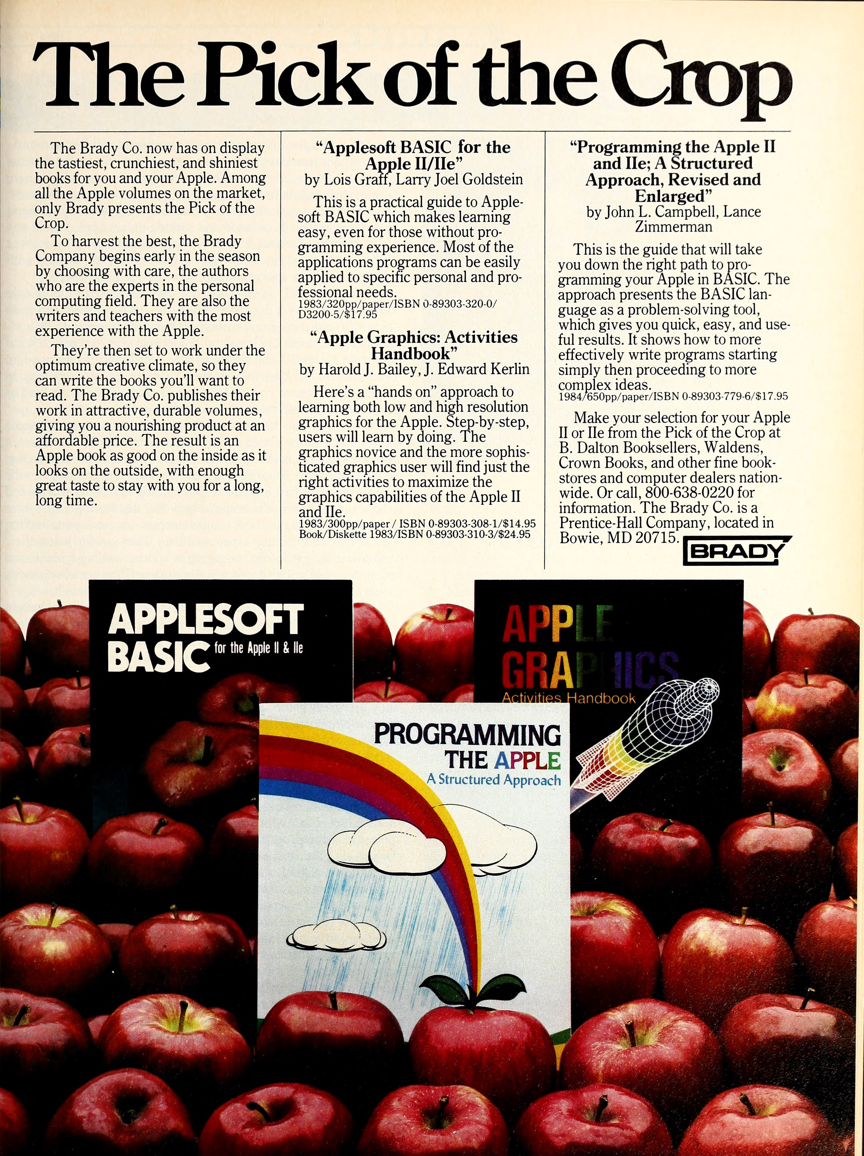 The Pick of the Crop
The Brady Co. now has on display
the tastiest, crunchiest, and shiniest
books for you and your Apple. Among
all the Apple volumes on the market,
only Brady presents the Pick of the
Crop.
To harvest the best, the Brady
Company begins early in the season
by choosing with care, the authors
who are the experts in the personal
computing field. They are also the
writers and teachers with the most
experience with the Apple.
They're then set to work under the
optimum creative climate, so they
can write the books you'll want to
read. The Brady Co. publishes their
work in attractive, durable volumes,
giving you a nourishing product at an
affordable price. The result is an
Apple book as good on the inside as it
looks on the outside, with enough
great taste to stay with you for a long,
long time.
“Applesoft BASIC for the
Apple II/IIe”
by Lois Graff, Larry Joel Goldstein
This is a practical guide to Apple-
soft BASIC which makes learning
easy, even for those without pro-
gramming experience. Most of the
applications programs can be easily
applied to specific personal and pro-
fessional needs.
1983/320pp/paper/ISBN 0-89303-320-0/
D3200-5/$17.95
“Apple Graphics: Activities
Handbook”
by Harold J. Bailey, J. Edward Kerlin
Here's a “hands on” approach to
learning both low and high resolution
graphics for the Apple. Step-by-step,
users will learn by doing. The
graphics novice and the more sophis-
ticated graphics user will find just the
right activities to maximize the
graphics capabilities of the Apple II
and IIe.
1983/300pp/paper / ISBN 0-89303-308-1/$14.95
Book/Diskette 1983/ISBN 0-89303-310-3/$24.95
“Programming the Apple II
and IIe; A Structured
Approach, Revised and
Enlarged”
by John L. Campbell, Lance
Zimmerman
This is the guide that will take
you down the right path to pro-
gramming your Apple in BASIC. The
approach presents the BASIC lan-
guage as a problem-solving tool,
which gives you quick, easy, and use-
ful results. It shows how to more
effectively write programs starting
simply then proceeding to more
complex ideas.
1984/650pp/paper/ISBN 0-89303-779-6/$17.95
Make your selection for your Apple
II or IIe from the Pick of the Crop at
B. Dalton Booksellers, Waldens,
Crown Books, and other fine book-
stores and computer dealers nation-
wide. Or call, 800-638-0220 for
information. The Brady Co. is a
Prentice-Hall Company, located in
Bowie, MD 20715.
BRADY
APPLESOFT
BASIC for the Apple II & IIe
APPLE
GRAPHICS
Activities Handbook
PROGRAMMING
THE APPLE
A Structured Approach